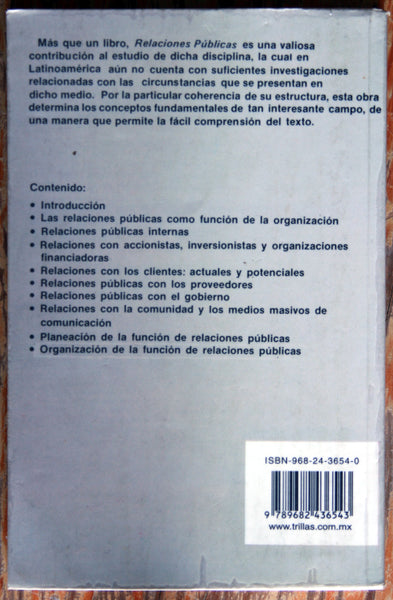 Más que un libro, Relaciones Públicas es una valiosa
contribución al estudio de dicha disciplina, la cual en
Latinoamérica aún no cuenta con suficientes investigaciones
relacionadas con las circunstancias que se presentan en
dicho medio. Por la particular coherencia de su estructura, esta obra
determina los conceptos fundamentales de tan interesante campo, de
una manera que permite la fácil comprensión del texto.
Contenido:
• Introducción
• Las relaciones públicas como función de la organización
• Relaciones públicas internas
• Relaciones con accionistas, inversionistas y organizaciones
financiadoras
• Relaciones con los clientes: actuales y potenciales
• Relaciones públicas con los proveedores
• Relaciones públicas con el gobierno
• Relaciones con la comunidad y los medios masivos de
comunicación
• Planeación de la función de relaciones públicas
• Organización de la función de relaciones públicas
ISBN-968-24-3654-0
9 789682 436543
www.trillas.com.mx